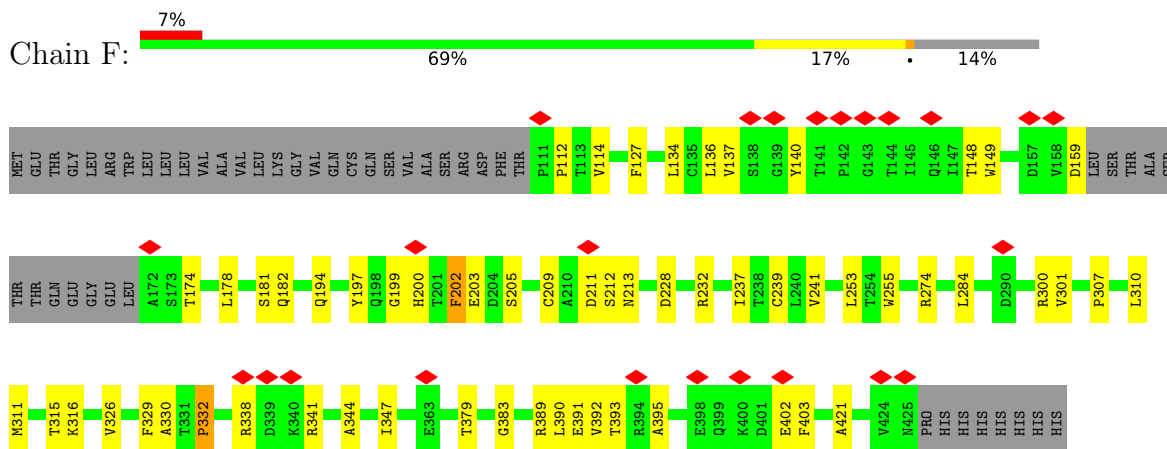 7%
Chain F:
69% 17% • 14%
MET GLU THR GLY LEU ARG TRP LEU LEU LEU VAL ALA VAL LEU LYS GLY VAL GLN CYS GLN SER VAL ALA SER ARG ASP PHE THR P111 P112 T113 V114 F127 L134 C135 L136 V137 S138 G139 Y140 T141 P142 G143 T144 I145 Q146 I147 T148 W149 D157 V158 D159 LEU SER THR ALA SER
THR THR GLN GLU GLY GLU LEU A172 S173 T174 L178 S181 Q182 Q194 Y197 Q198 G199 H200 T201 F202 E203 D204 S205 C209 A210 D211 S212 N213 D228 R232 I237 T238 C239 L240 V241 L253 T254 W255 R274 L284 D290 R300 V301 P307 L310
M311 T315 K316 V326 F329 A330 T331 P332 R338 D339 K340 R341 A344 I347 E363 T379 G383 R389 L390 E391 V392 T393 R394 A395 E398 Q399 K400 D401 E402 F403 A421 V424 N425 PRO HIS HIS HIS HIS HIS HIS HIS